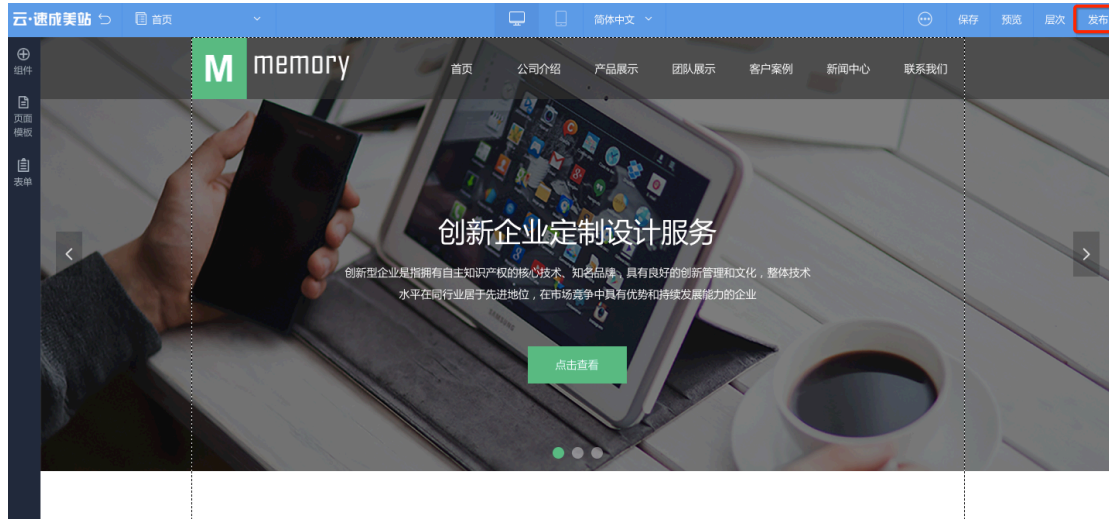 云·速成美站 首页 简体中文 保存 预览 层次 发布
组件
页面
模板
表单
M memory 首页 公司介绍 产品展示 团队展示 客户案例 新闻中心 联系我们
创新企业定制设计服务
创新型企业是指拥有自主知识产权的核心技术、知名品牌，具有良好的创新管理和文化，整体技术
水平在同行业居于先进地位，在市场竞争中具有优势和持续发展能力的企业
SAMSUNG
点击查看